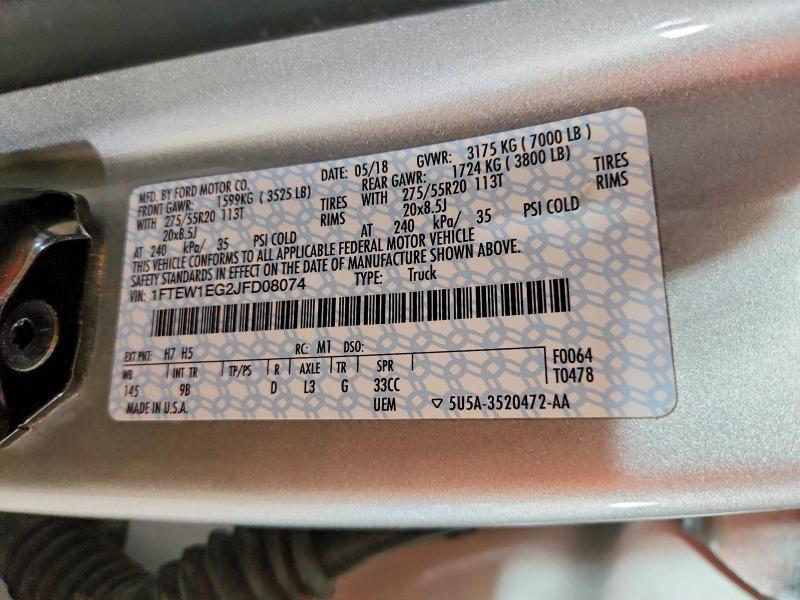 MFD. BY FORD MOTOR CO.
DATE: 05/18 GVWR: 3175 KG ( 7000 LB )
FRONT GAWR: 1599KG ( 3525 LB) REAR GAWR: 1724 KG ( 3800 LB)
WITH 275/55R20 113T TIRES WITH 275/55R20 113T TIRES
20x8.5J RIMS 20x8.5J RIMS
AT 240 kPa/ 35 PSI COLD AT 240 kPa/ 35 PSI COLD
THIS VEHICLE CONFORMS TO ALL APPLICABLE FEDERAL MOTOR VEHICLE
SAFETY STANDARDS IN EFFECT ON THE DATE OF MANUFACTURE SHOWN ABOVE.
VIN: 1FTEW1EG2JFD08074 TYPE: Truck
EXT PNT: H7 H5 RC: M1 DSO: F0064
WB INT TR TP/PS R AXLE TR SPR T0478
145 9B D L3 G 33CC
MADE IN U.S.A. UEM ▽ 5U5A-3520472-AA